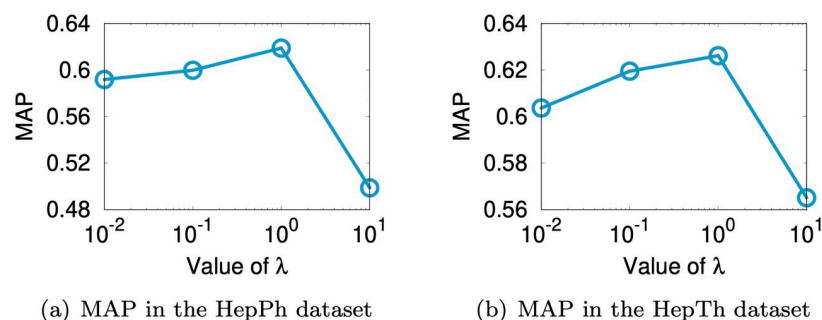 0.64
0.6
0.56
0.52
0.48
MAP
10^-2 10^-1 10^0 10^1
Value of λ
(a) MAP in the HepPh dataset
0.64
0.62
0.6
0.58
0.56
MAP
10^-2 10^-1 10^0 10^1
Value of λ
(b) MAP in the HepTh dataset